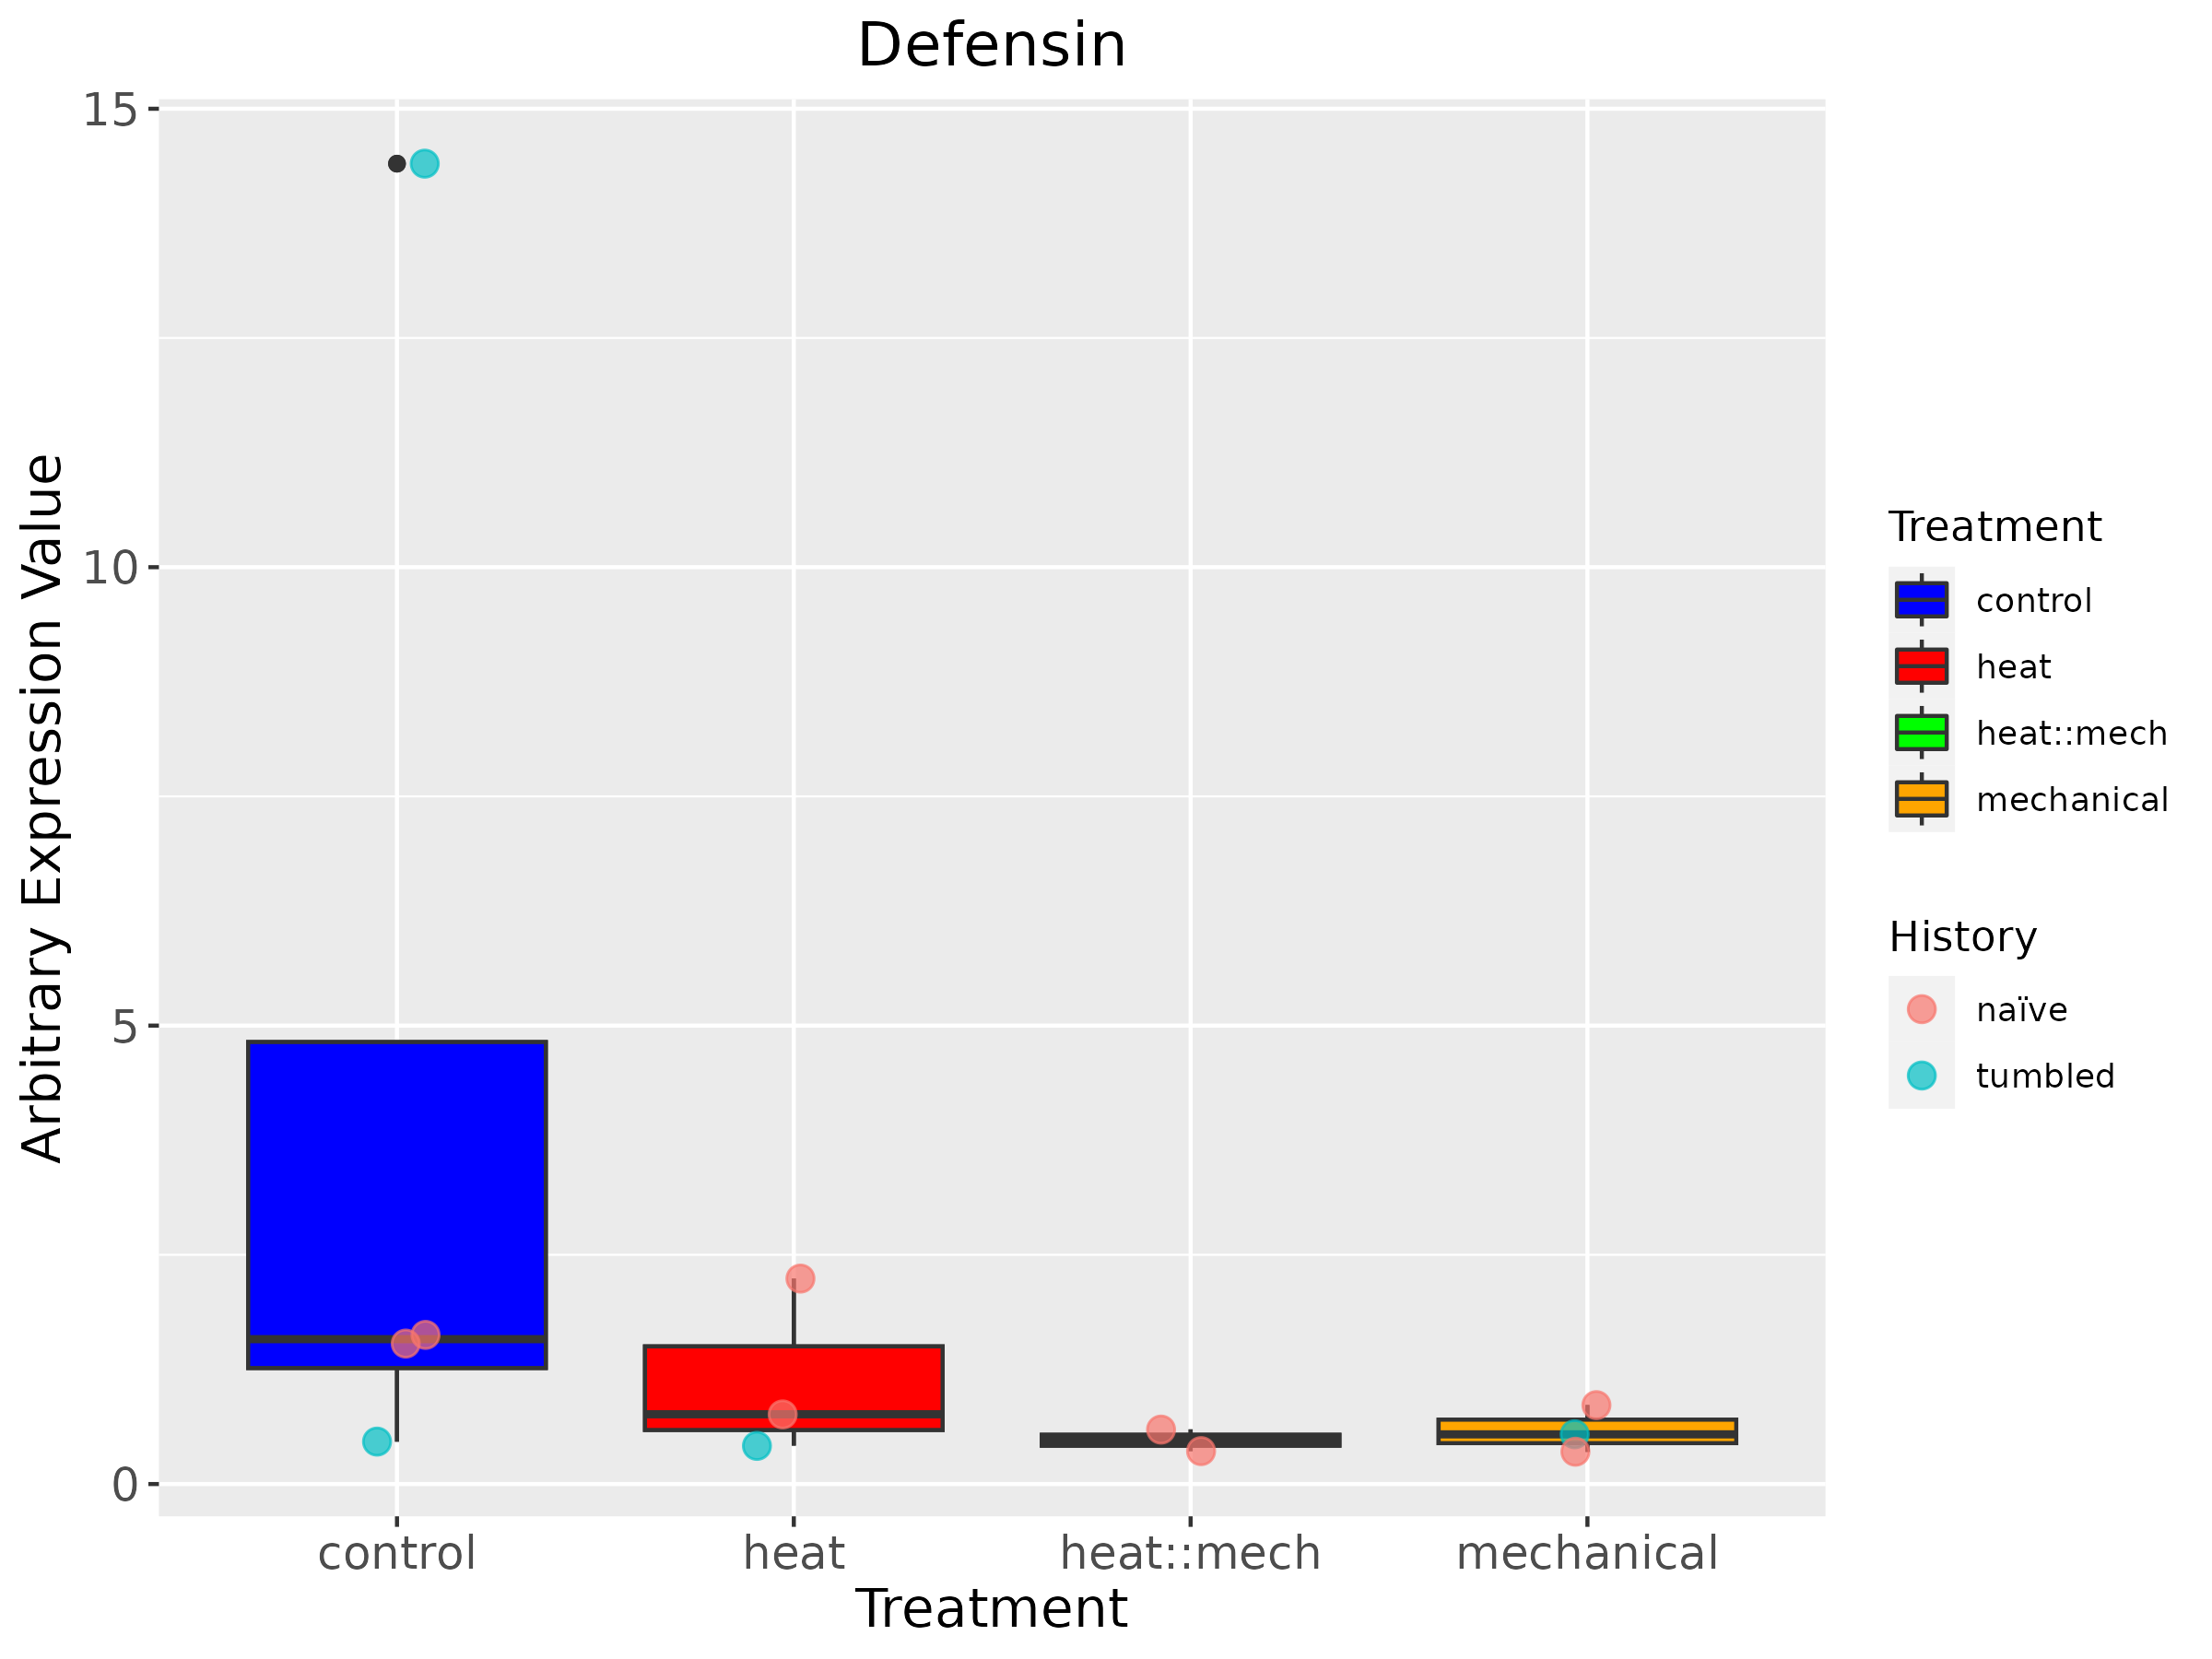 Defensin
Arbitrary Expression Value
15
10
5
0
control
heat
heat::mech
mechanical
Treatment
Treatment
control
heat
heat::mech
mechanical
History
naïve
tumbled